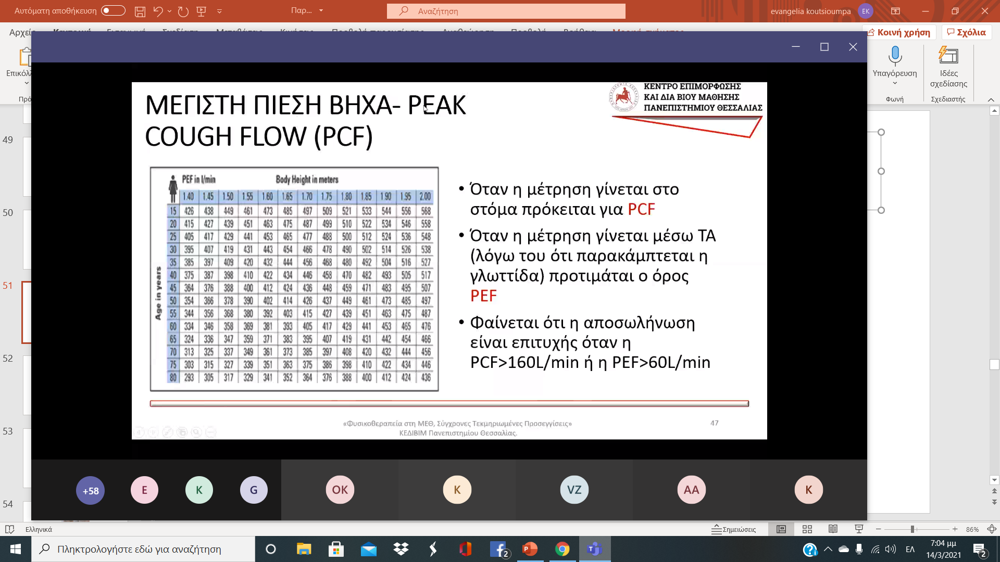 Αυτόματη αποθήκευση
Παρ...
Αναζήτηση
evangelia koutsioumpa
EK
Κοινή χρήση
Σχόλια
Υπαγόρευση
Ιδέες
σχεδίασης
Φωνή
Σχεδιαστής
49
50
51
52
53
54
ΜΕΓΙΣΤΗ ΠΙΕΣΗ ΒΗΧΑ- PEAK
COUGH FLOW (PCF)
ΚΕΝΤΡΟ ΕΠΙΜΟΡΦΩΣΗΣ
ΚΑΙ ΔΙΑ ΒΙΟΥ ΜΑΘΗΣΗΣ
ΠΑΝΕΠΙΣΤΗΜΙΟΥ ΘΕΣΣΑΛΙΑΣ
PEF in l/min Body Height in meters
1.40 1.45 1.50 1.55 1.60 1.65 1.70 1.75 1.80 1.85 1.90 1.95 2.00
Age in years
15 426 438 449 461 473 485 497 509 521 533 544 556 568
20 415 427 439 451 463 475 487 499 510 522 534 546 558
25 405 417 429 441 453 465 477 488 500 512 524 536 548
30 395 407 419 431 443 454 466 478 490 502 514 526 538
35 385 397 409 420 432 444 456 468 480 492 504 516 527
40 375 387 398 410 422 434 446 458 470 482 493 505 517
45 364 376 388 400 412 424 436 448 459 471 483 495 507
50 354 366 378 390 402 414 426 437 449 461 473 485 497
55 344 356 368 380 392 403 415 427 439 451 463 475 487
60 334 346 358 369 381 393 405 417 429 441 453 465 476
65 324 336 347 359 371 383 395 407 419 431 442 454 466
70 313 325 337 349 361 373 385 397 408 420 432 444 456
75 303 315 327 339 351 363 375 386 398 410 422 434 446
80 293 305 317 329 341 352 364 376 388 400 412 424 436
• Όταν η μέτρηση γίνεται στο
στόμα πρόκειται για PCF
• Όταν η μέτρηση γίνεται μέσω ΤΑ
(λόγω του ότι παρακάμπτεται η
γλωττίδα) προτιμάται ο όρος
PEF
• Φαίνεται ότι η αποσωλήνωση
είναι επιτυχής όταν η
PCF>160L/min ή η PEF>60L/min
«Φυσικοθεραπεία στη ΜΕΘ, Σύγχρονες Τεκμηριωμένες Προσεγγίσεις»
ΚΕΔΙΒΙΜ Πανεπιστημίου Θεσσαλίας.
47
+58 E K G OK K VZ AA K
Ελληνικά
Σημειώσεις
86%
Πληκτρολογήστε εδώ για αναζήτηση
2
ΕΛ
7:04 μμ
14/3/2021
2